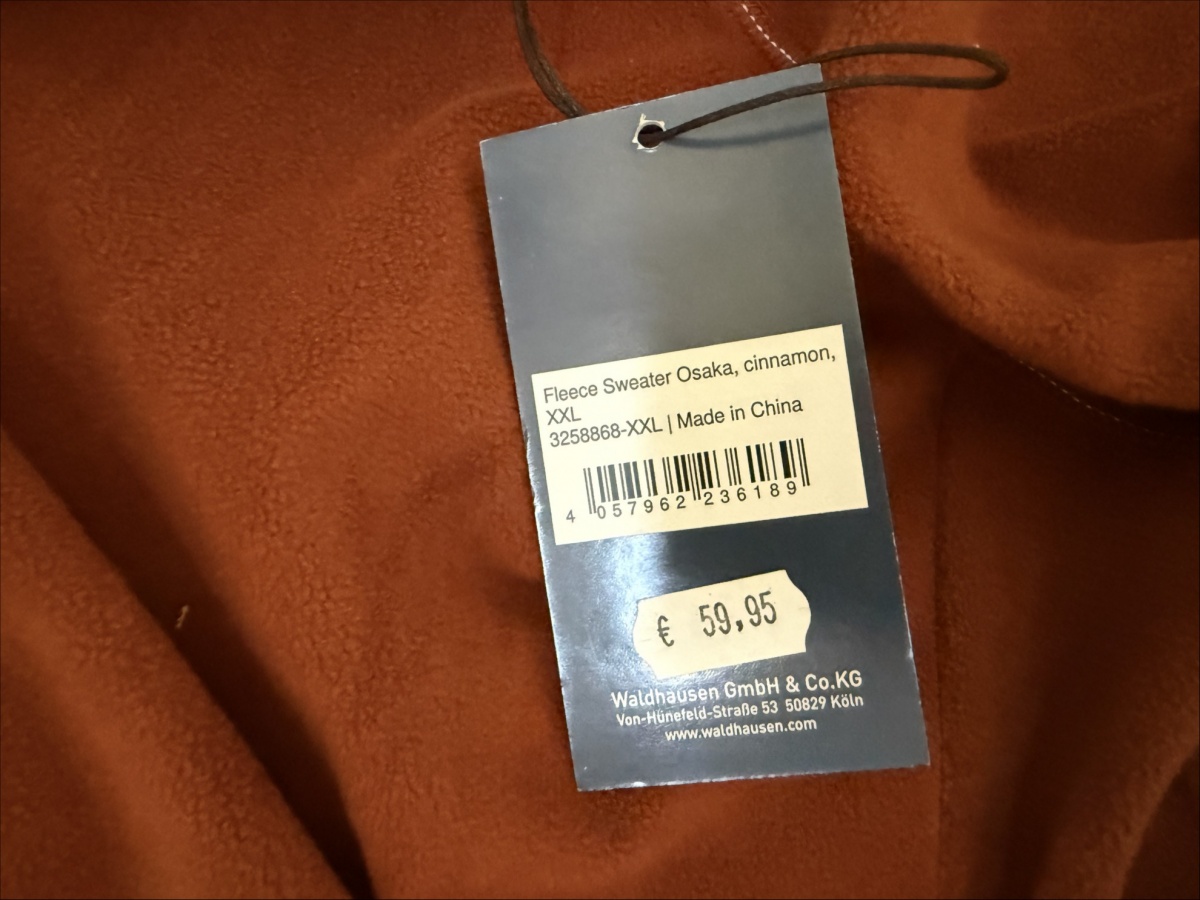 Fleece Sweater Osaka, cinnamon,
XXL
3258868-XXL | Made in China
4 057962 236189
€ 59,95
Waldhausen GmbH & Co.KG
Von-Hünefeld-Straße 53 50829 Köln
www.waldhausen.com